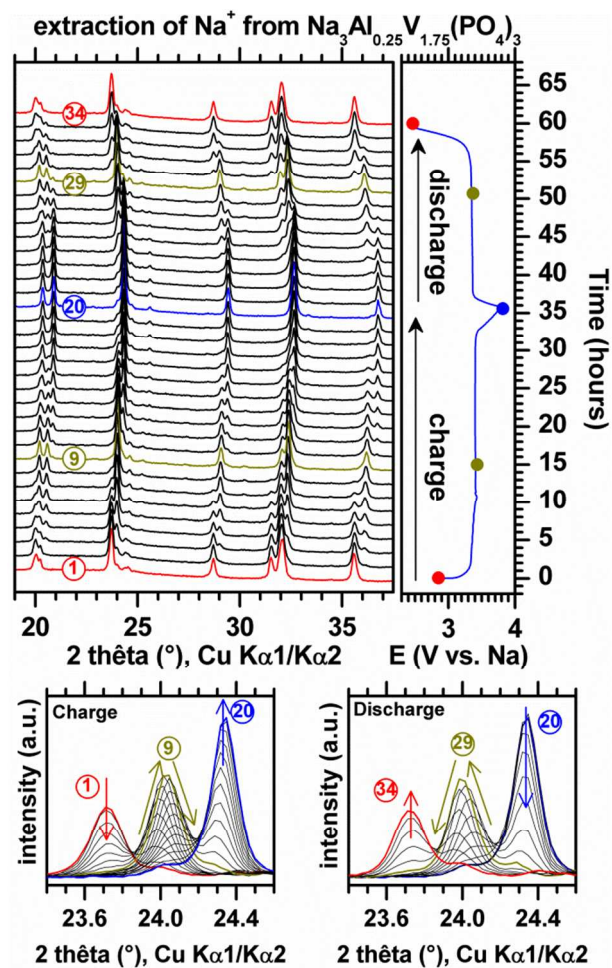 extraction of Na+ from Na3Al0.25 V1.75(PO4)3
34
29
20
9
1
20 25 30 35
2 thêta (°), Cu Kα1/Kα2
discharge
charge
65
60
55
50
45
40
35
30
25
20
15
10
5
0
Time (hours)
3 4
E (V vs. Na)
Charge
1
9
20
intensity (a.u.)
23.6 24.0 24.4
2 thêta (°), Cu Kα1/Kα2
Discharge
34
29
20
intensity (a.u.)
23.6 24.0 24.4
2 thêta (°), Cu Kα1/Kα2